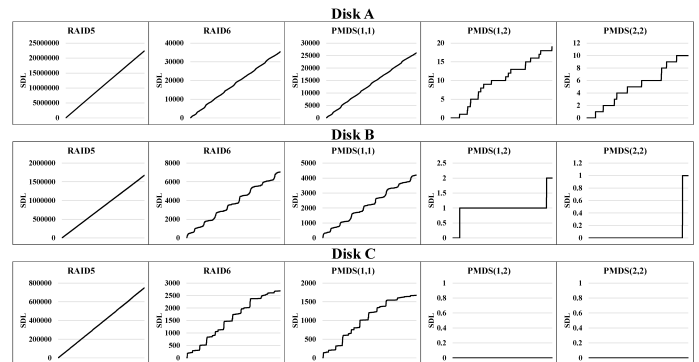 Disk A
RAID5
SDL
25000000
20000000
15000000
10000000
5000000
0
RAID6
SDL
40000
30000
20000
10000
0
PMDS(1,1)
SDL
30000
25000
20000
15000
10000
5000
0
PMDS(1,2)
SDL
20
15
10
5
0
PMDS(2,2)
SDL
12
10
8
6
4
2
0
Disk B
RAID5
SDL
2000000
1500000
1000000
500000
0
RAID6
SDL
8000
6000
4000
2000
0
PMDS(1,1)
SDL
5000
4000
3000
2000
1000
0
PMDS(1,2)
SDL
2.5
2
1.5
1
0.5
0
PMDS(2,2)
SDL
1.2
1
0.8
0.6
0.4
0.2
0
Disk C
RAID5
SDL
800000
600000
400000
200000
0
RAID6
SDL
3000
2500
2000
1500
1000
500
0
PMDS(1,1)
SDL
2000
1500
1000
500
0
PMDS(1,2)
SDL
1
0.8
0.6
0.4
0.2
0
PMDS(2,2)
SDL
1
0.8
0.6
0.4
0.2
0